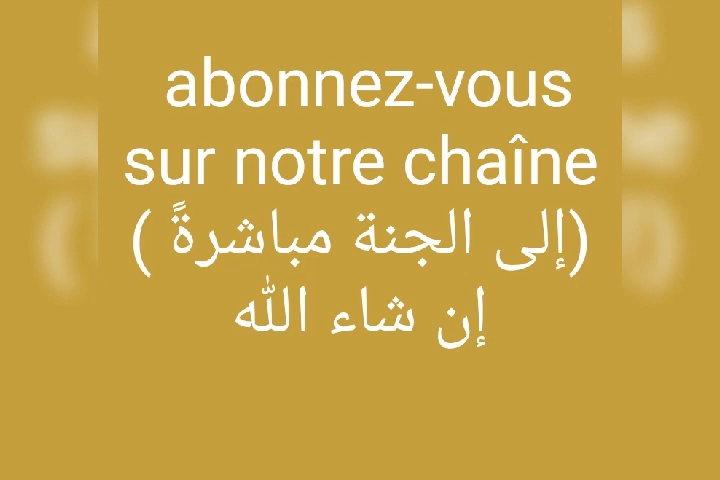 abonnez-vous
sur notre chaîne
(إلى الجنة مباشرةً )
إن شاء الله